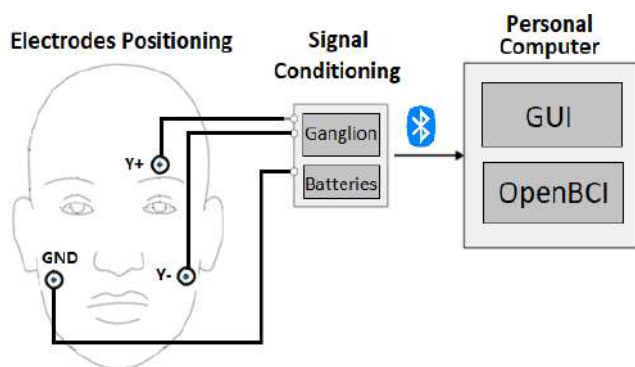 Electrodes Positioning
Signal
Conditioning
Personal
Computer
Y+
GND
Y-
Ganglion
Batteries
GUI
OpenBCI